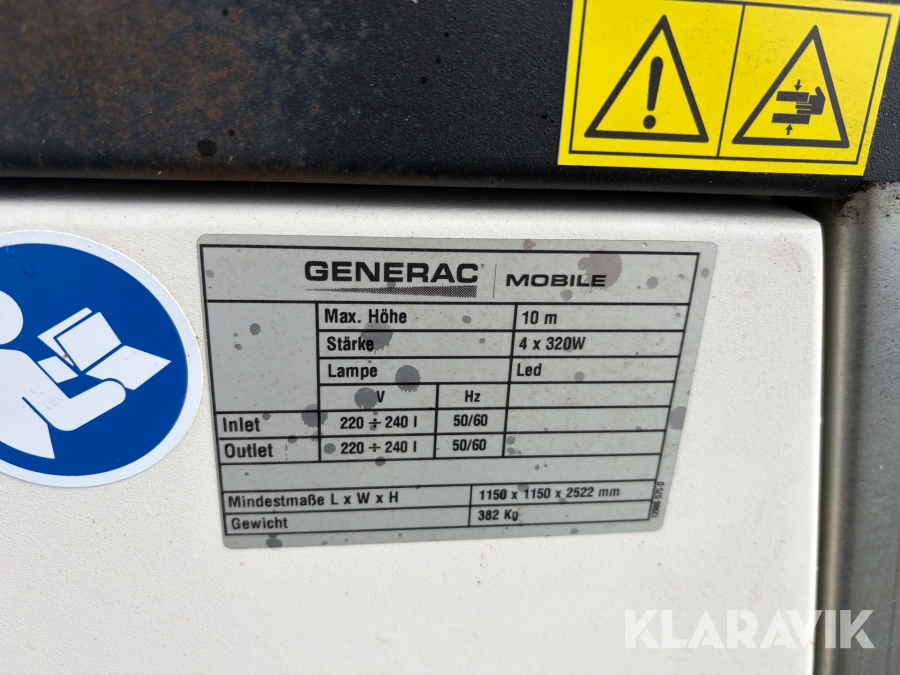 GENERAC MOBILE
Max. Höhe 10 m
Stärke 4 x 320W
Lampe Led
V Hz
Inlet 220 ÷ 240 I 50/60
Outlet 220 ÷ 240 I 50/60
Mindestmaße L x W x H 1150 x 1150 x 2522 mm
Gewicht 382 Kg
KLARAVIK